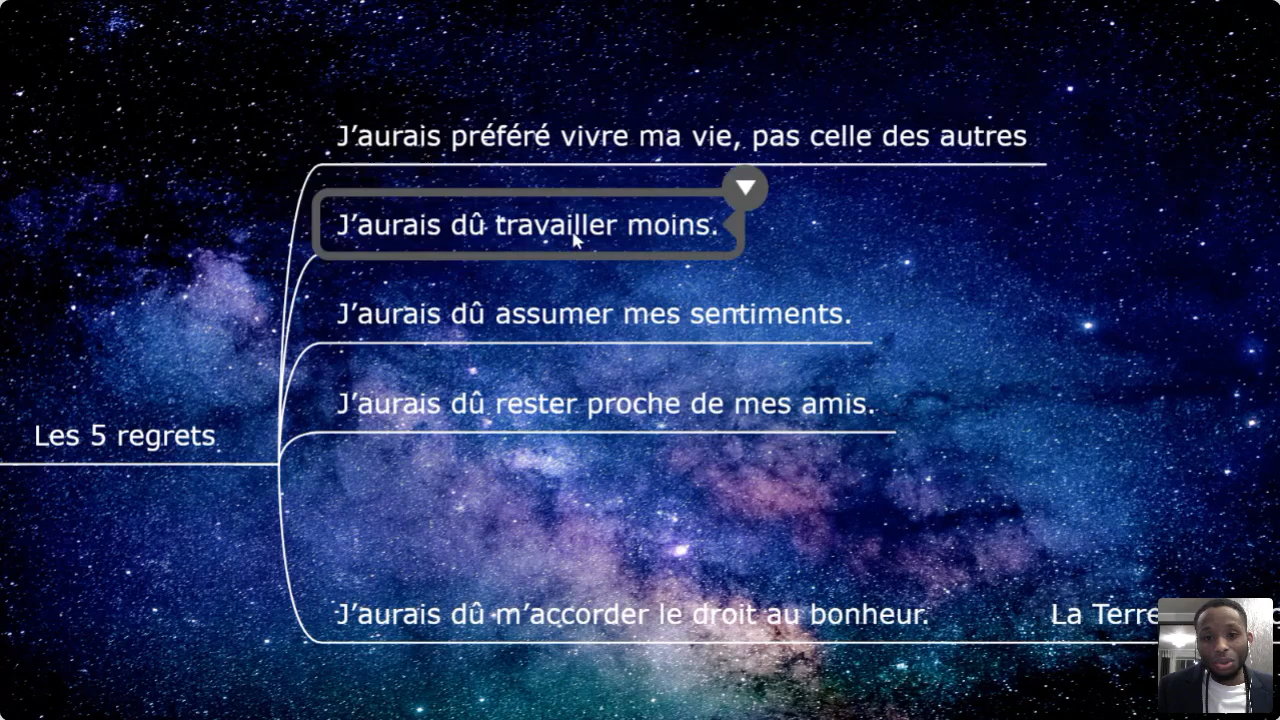 J’aurais préféré vivre ma vie, pas celle des autres
J’aurais dû travailler moins.
J’aurais dû assumer mes sentiments.
J’aurais dû rester proche de mes amis.
Les 5 regrets
J’aurais dû m’accorder le droit au bonheur.
La Terre